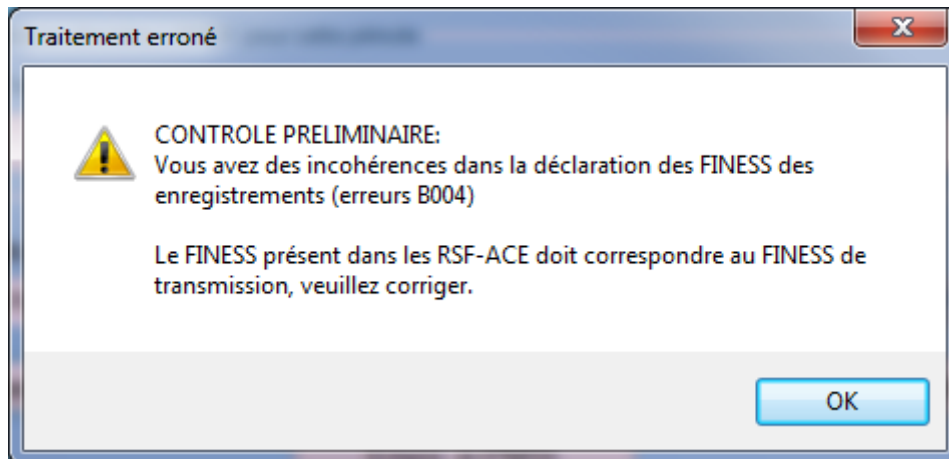 Traitement erroné
CONTROLE PRELIMINAIRE:
Vous avez des incohérences dans la déclaration des FINESS des
enregistrements (erreurs B004)
Le FINESS présent dans les RSF-ACE doit correspondre au FINESS de
transmission, veuillez corriger.
OK